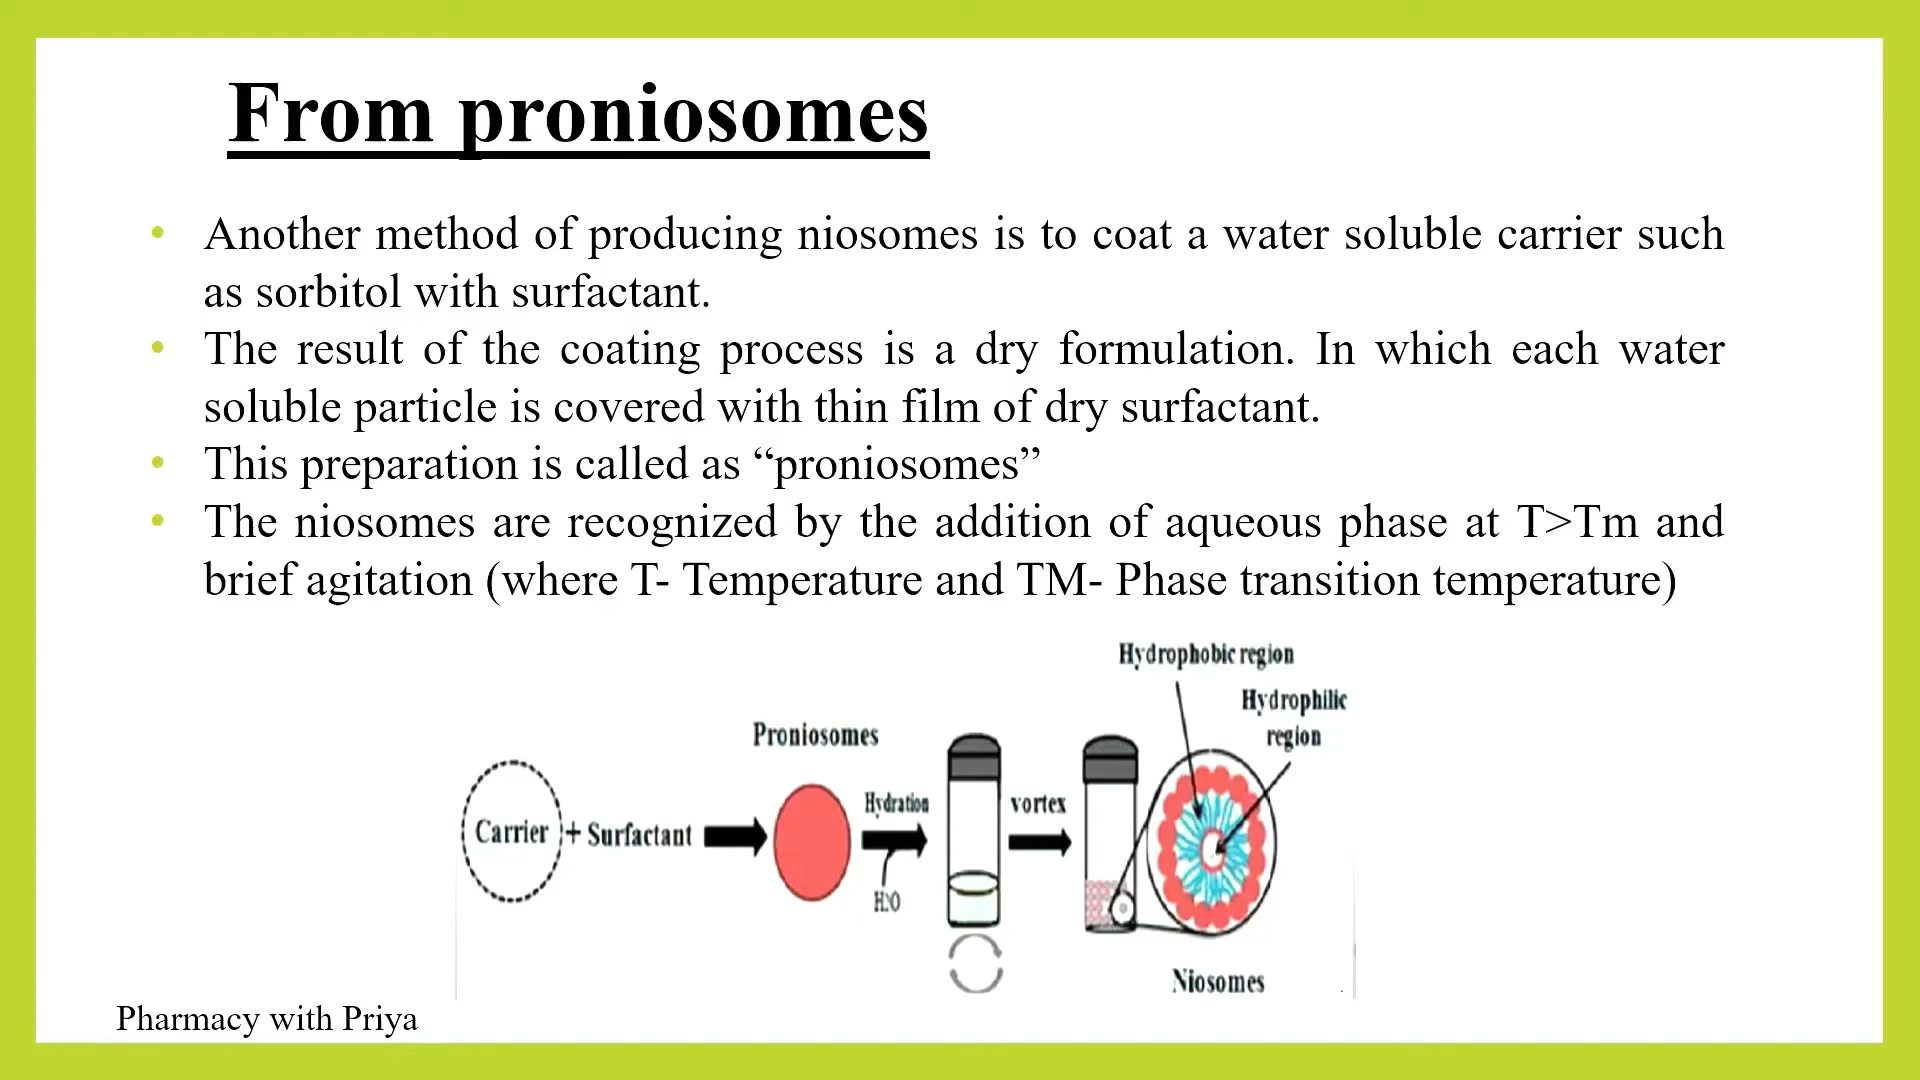 From proniosomes
• Another method of producing niosomes is to coat a water soluble carrier such
as sorbitol with surfactant.
• The result of the coating process is a dry formulation. In which each water
soluble particle is covered with thin film of dry surfactant.
• This preparation is called as “proniosomes”
• The niosomes are recognized by the addition of aqueous phase at T>Tm and
brief agitation (where T- Temperature and TM- Phase transition temperature)
Hydrophobic region
Hydrophilic
region
Proniosomes
Hydration
vortex
Carrier + Surfactant
H2O
Niosomes
Pharmacy with Priya